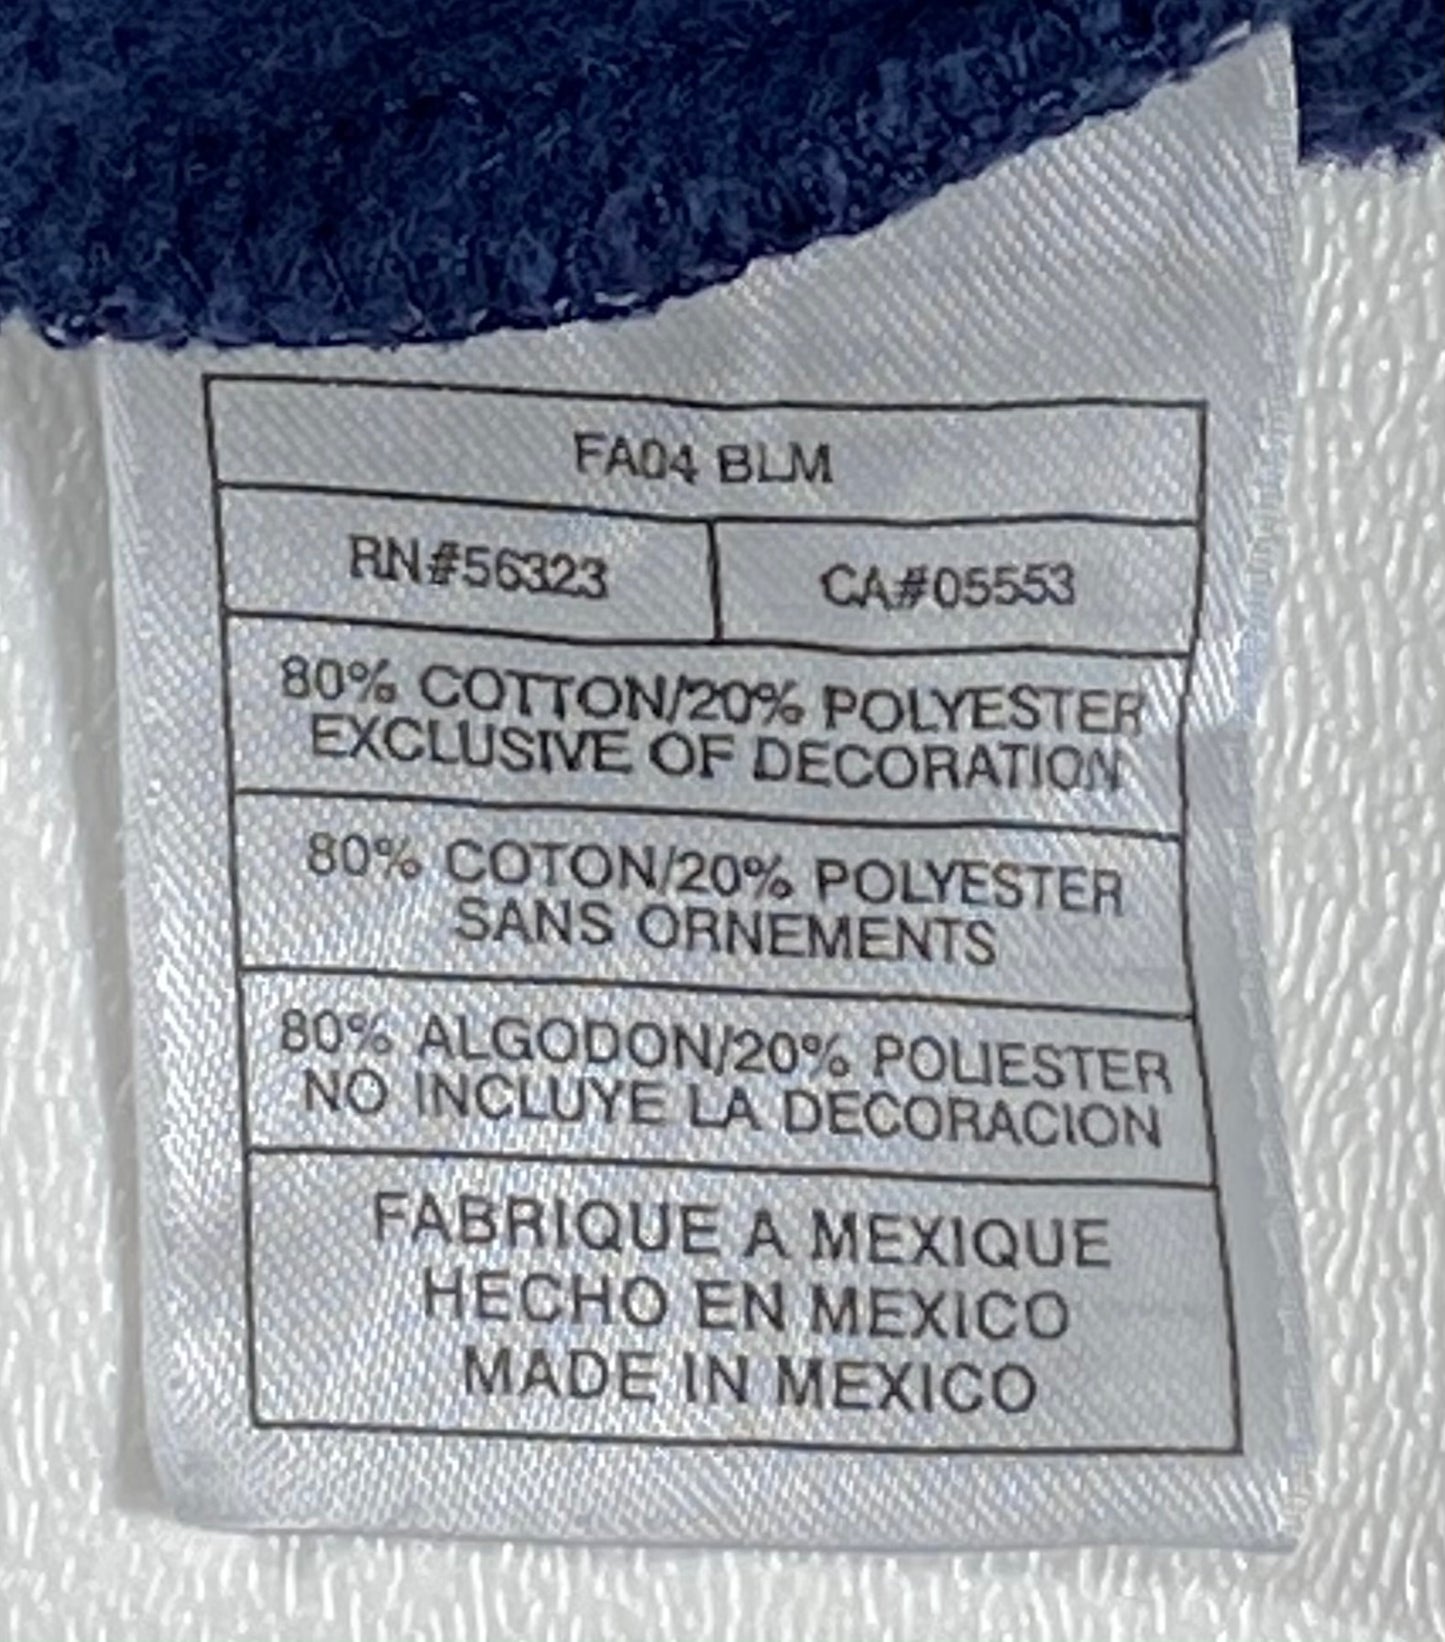 FA04 BLM
RN#56323 CA#05553
80% COTTON/20% POLYESTER
EXCLUSIVE OF DECORATION
80% COTON/20% POLYESTER
SANS ORNEMENTS
80% ALGODON/20% POLIESTER
NO INCLUYE LA DECORACION
FABRIQUE A MEXIQUE
HECHO EN MEXICO
MADE IN MEXICO